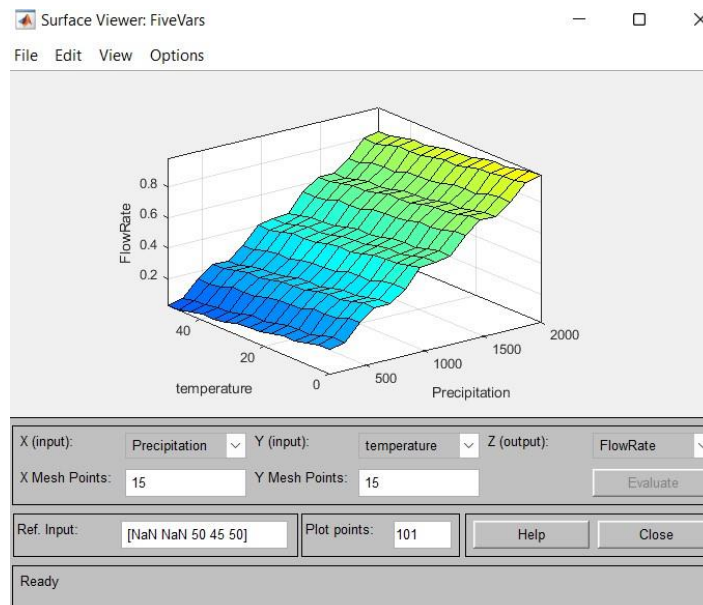 Surface Viewer: FiveVars
File Edit View Options
0.8
0.6
0.4
0.2
FlowRate
40
20
0
temperature
500
1000
1500
2000
Precipitation
X (input): Precipitation Y (input): temperature Z (output): FlowRate
X Mesh Points: 15 Y Mesh Points: 15 Evaluate
Ref. Input: [NaN NaN 50 45 50] Plot points: 101 Help Close
Ready